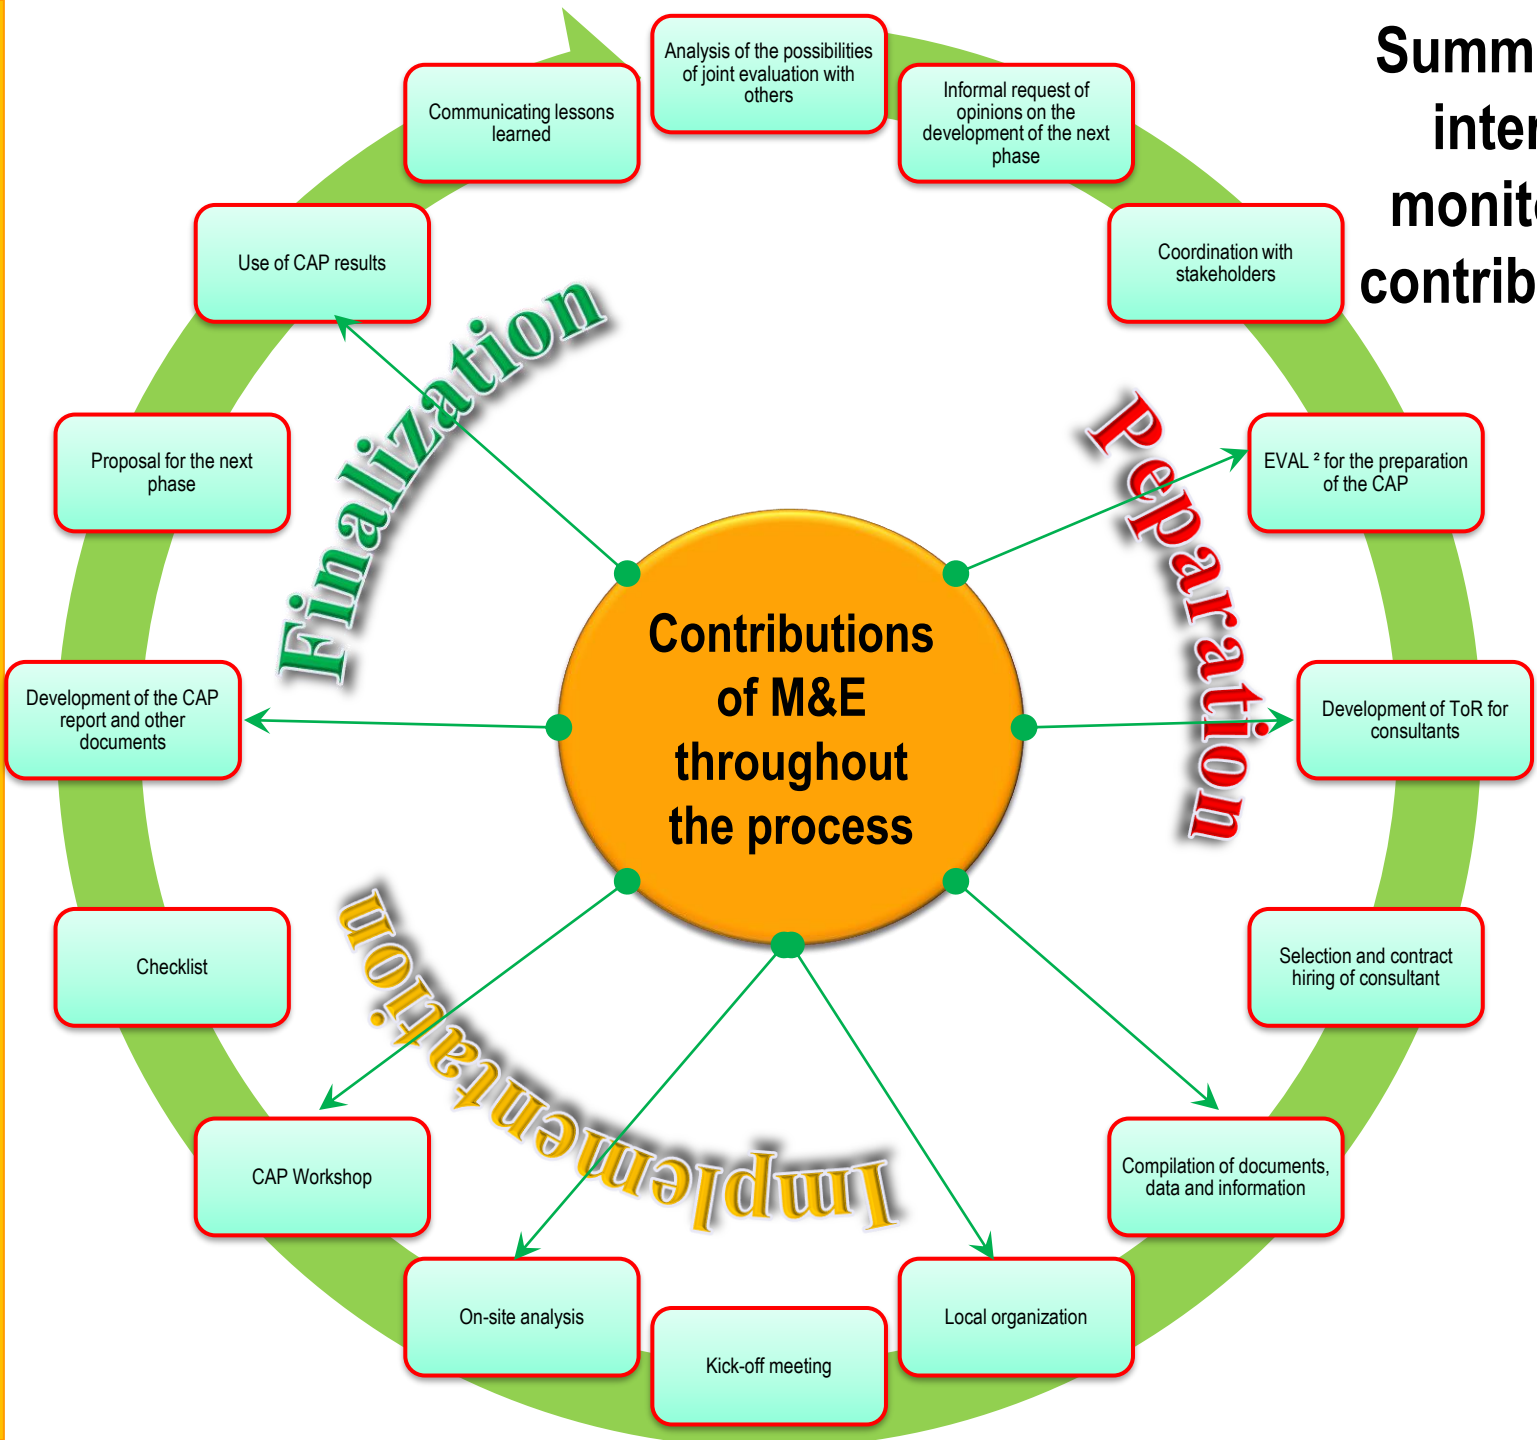 Summ
inter
monit
contrib
Analysis of the possibilities
of joint evaluation with
others
Informal request of
opinions on the
development of the next
phase
Coordination with
stakeholders
EVAL ² for the preparation
of the CAP
Development of ToR for
consultants
Selection and contract
hiring of consultant
Compilation of documents,
data and information
Local organization
Kick-off meeting
On-site analysis
CAP Workshop
Checklist
Development of the CAP
report and other
documents
Proposal for the next
phase
Use of CAP results
Communicating lessons
learned
Peparation
Implementation
Finalization
Contributions
of M&E
throughout
the process